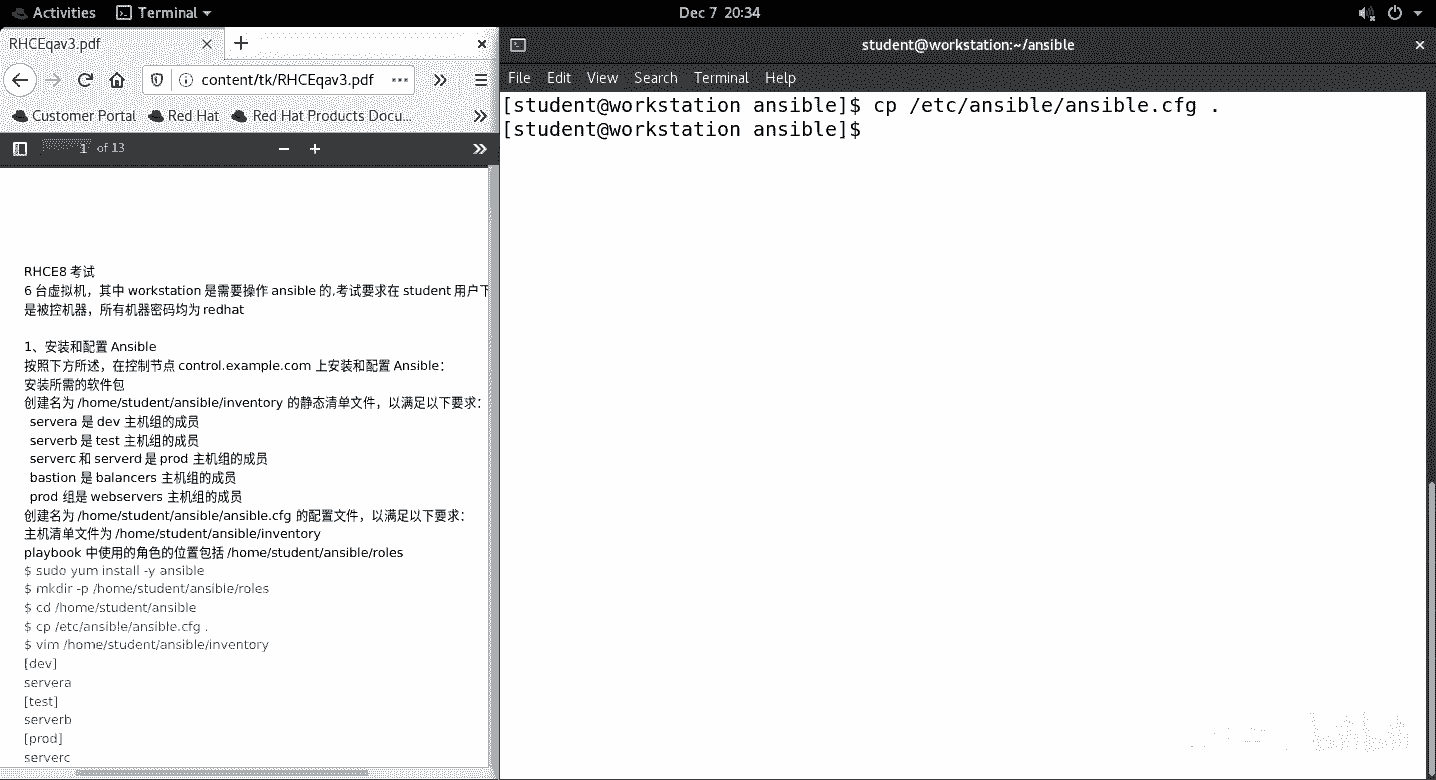 Activities Terminal Dec 7 20:34
RHCEqav3.pdf
content/tk/RHCEqav3.pdf
Customer Portal Red Hat Red Hat Products Docu...
1 of 13
RHCE8 考试
6 台虚拟机，其中 workstation 是需要操作 ansible 的,考试要求在 student 用户下
是被控机器，所有机器密码均为 redhat
1、安装和配置 Ansible
按照下方所述，在控制节点 control.example.com 上安装和配置 Ansible：
安装所需的软件包
创建名为 /home/student/ansible/inventory 的静态清单文件，以满足以下要求：
servera 是 dev 主机组的成员
serverb 是 test 主机组的成员
serverc 和 serverd 是 prod 主机组的成员
bastion 是 balancers 主机组的成员
prod 组是 webservers 主机组的成员
创建名为 /home/student/ansible/ansible.cfg 的配置文件，以满足以下要求：
主机清单文件为 /home/student/ansible/inventory
playbook 中使用的角色的位置包括 /home/student/ansible/roles
$ sudo yum install -y ansible
$ mkdir -p /home/student/ansible/roles
$ cd /home/student/ansible
$ cp /etc/ansible/ansible.cfg .
$ vim /home/student/ansible/inventory
[dev]
servera
[test]
serverb
[prod]
serverc
student@workstation:~/ansible
File Edit View Search Terminal Help
[student@workstation ansible]$ cp /etc/ansible/ansible.cfg .
[student@workstation ansible]$